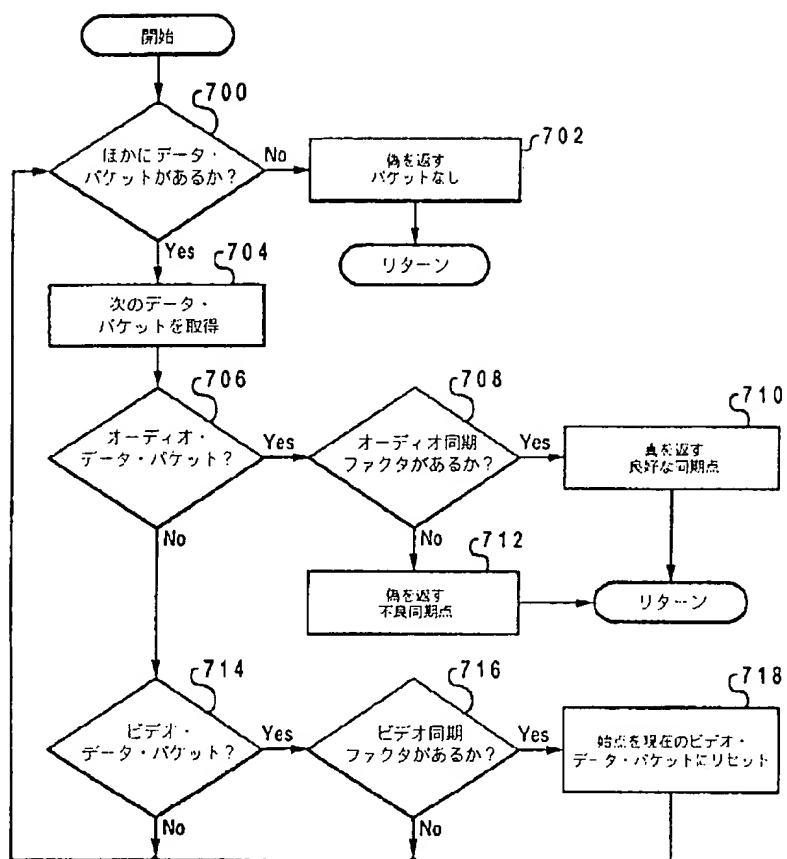 開始
700
ほかにデータ・
パケットがあるか？
No
702
偽を返す
パケットなし
リターン
Yes
704
次のデータ・
パケットを取得
706
オーディオ・
データ・パケット？
Yes
708
オーディオ同期
ファクタがあるか？
Yes
710
真を返す
良好な同期点
No
No
712
偽を返す
不良同期点
リターン
714
ビデオ・
データ・パケット？
Yes
716
ビデオ同期
ファクタがあるか？
Yes
718
始点を現在のビデオ・
データ・パケットにリセット
No
No